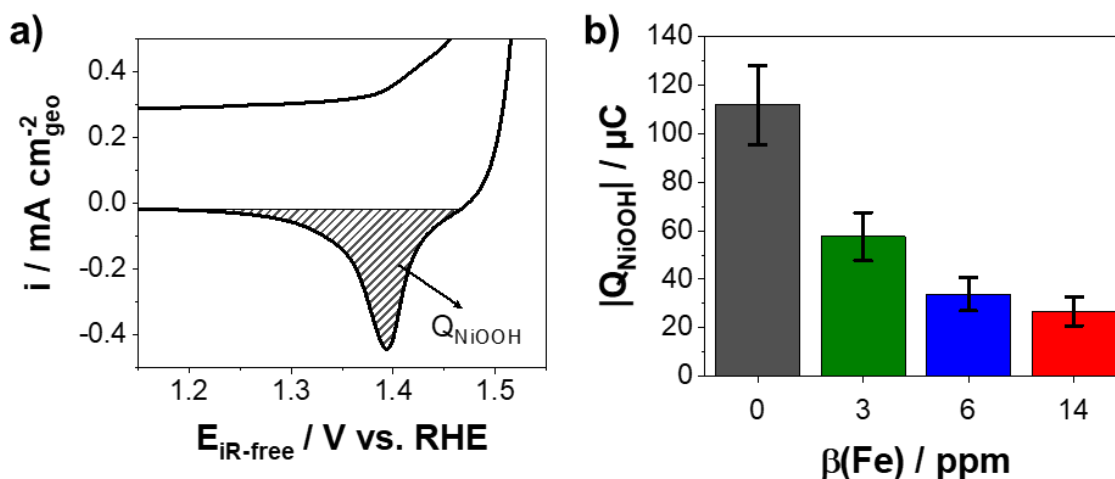 a)
i / mA cm⁻²geo
0.4
0.2
0.0
-0.2
-0.4
QNiOOH
1.2 1.3 1.4 1.5
EiR-free / V vs. RHE
b)
|QNiOOH| / µC
140
120
100
80
60
40
20
0
0 3 6 14
β(Fe) / ppm